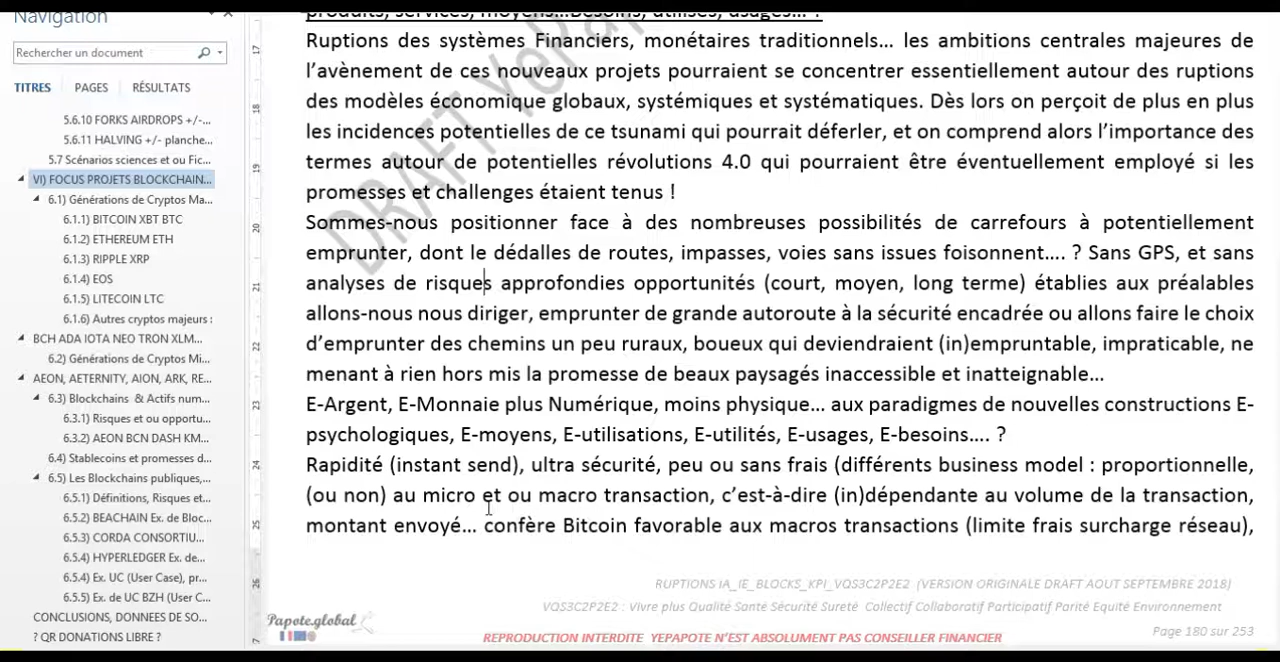 Navigation
Rechercher un document
TITRES PAGES RÉSULTATS
5.6.10 FORKS AIRDROPS +/-...
5.6.11 HALVING +/- planche...
5.7 Scénarios sciences et ou Fic...
VI) FOCUS PROJETS BLOCKCHAIN...
6.1) Générations de Cryptos Ma...
6.1.1) BITCOIN XBT BTC
6.1.2) ETHEREUM ETH
6.1.3) RIPPLE XRP
6.1.4) EOS
6.1.5) LITECOIN LTC
6.1.6) Autres cryptos majeurs :
BCH ADA IOTA NEO TRON XLM...
6.2) Générations de Cryptos Mi...
AEON, AETERNITY, AION, ARK, RE...
6.3) Blockchains & Actifs num...
6.3.1) Risques et ou opportu...
6.3.2) AEON BCN DASH KM...
6.4) Stablecoins et promesses d...
6.5) Les Blockchains publiques,...
6.5.1) Définitions, Risques et...
6.5.2) BEACHAIN Ex. de Bloc...
6.5.3) CORDA CONSORTIU...
6.5.4) HYPERLEDGER Ex. de...
6.5.4) Ex. UC (User Case), pr...
6.5.5) Ex. de UC BZH (User C...
CONCLUSIONS, DONNEES DE SO...
? QR DONATIONS LIBRE ?
17
18
19
20
21
22
23
24
25
26
produits, services, moyens...Besoins, utilisés, usages... ?
Ruptions des systèmes Financiers, monétaires traditionnels... les ambitions centrales majeures de
l'avènement de ces nouveaux projets pourraient se concentrer essentiellement autour des ruptions
des modèles économique globaux, systémiques et systématiques. Dès lors on perçoit de plus en plus
les incidences potentielles de ce tsunami qui pourrait déferler, et on comprend alors l'importance des
termes autour de potentielles révolutions 4.0 qui pourraient être éventuellement employé si les
promesses et challenges étaient tenus !
Sommes-nous positionner face à des nombreuses possibilités de carrefours à potentiellement
emprunter, dont le dédalles de routes, impasses, voies sans issues foisonnent.... ? Sans GPS, et sans
analyses de risques approfondies opportunités (court, moyen, long terme) établies aux préalables
allons-nous nous diriger, emprunter de grande autoroute à la sécurité encadrée ou allons faire le choix
d'emprunter des chemins un peu ruraux, boueux qui deviendraient (in)empruntable, impraticable, ne
menant à rien hors mis la promesse de beaux paysagés inaccessible et inatteignable...
E-Argent, E-Monnaie plus Numérique, moins physique... aux paradigmes de nouvelles constructions E-
psychologiques, E-moyens, E-utilisations, E-utilités, E-usages, E-besoins.... ?
Rapidité (instant send), ultra sécurité, peu ou sans frais (différents business model : proportionnelle,
(ou non) au micro et ou macro transaction, c'est-à-dire (in)dépendante au volume de la transaction,
montant envoyé... confère Bitcoin favorable aux macros transactions (limite frais surcharge réseau),
DRAFT YePapote
RUPTIONS IA_IE_BLOCKS_KPI_VQS3C2P2E2 (VERSION ORIGINALE DRAFT AOUT SEPTEMBRE 2018)
VQS3C2P2E2 : Vivre plus Qualité Santé Sécurité Sureté Collectif Collaboratif Participatif Parité Equité Environnement
Papote.global
REPRODUCTION INTERDITE YEPAPOTE N'EST ABSOLUMENT PAS CONSEILLER FINANCIER
Page 180 sur 253